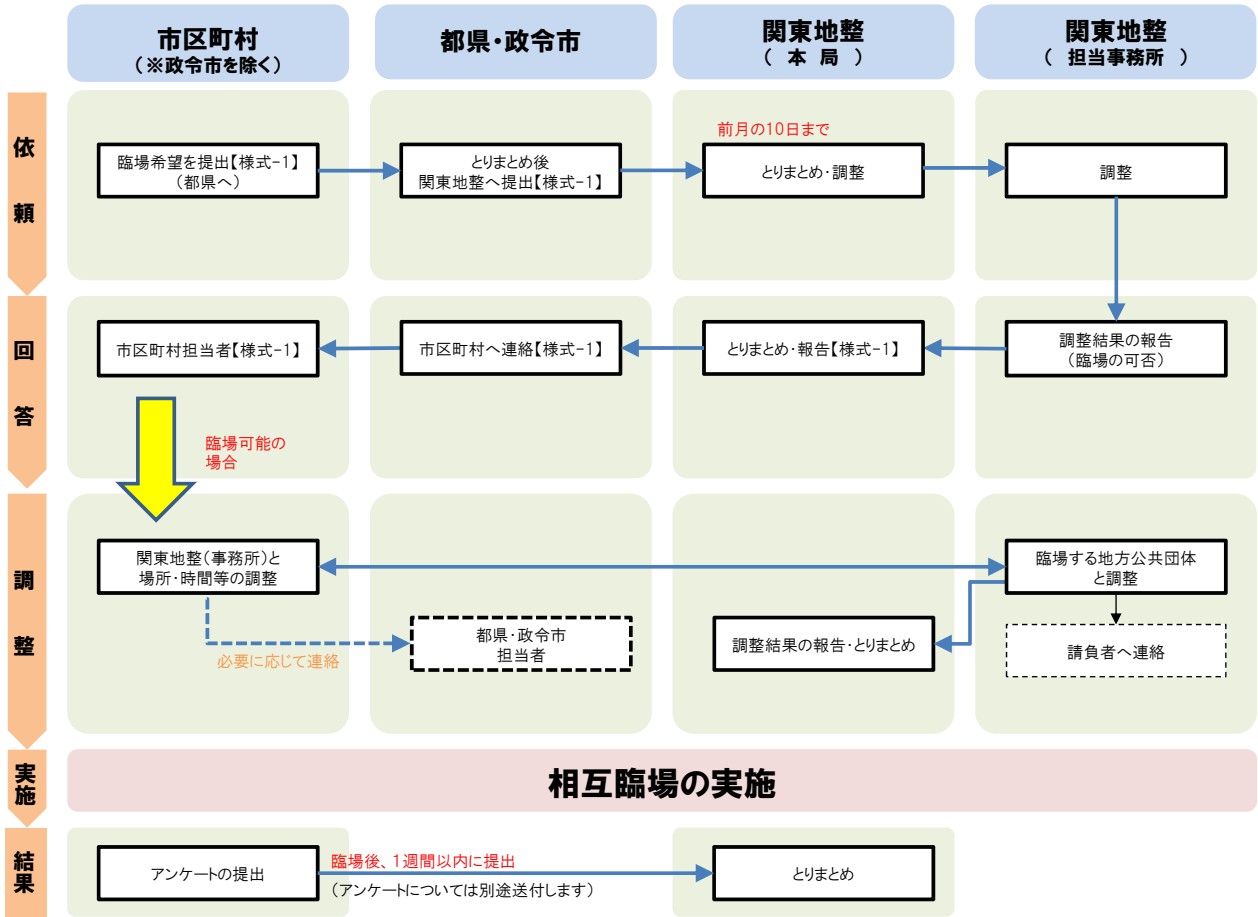 市区町村
（※政令市を除く）
都県・政令市
関東地整
（ 本 局 ）
関東地整
（ 担当事務所 ）
依頼
臨場希望を提出【様式-1】
（都県へ）
とりまとめ後
関東地整へ提出【様式-1】
前月の10日まで
とりまとめ・調整
調整
回答
市区町村担当者【様式-1】
市区町村へ連絡【様式-1】
とりまとめ・報告【様式-1】
調整結果の報告
（臨場の可否）
臨場可能の
場合
調整
関東地整（事務所）と
場所・時間等の調整
臨場する地方公共団体
と調整
必要に応じて連絡
都県・政令市
担当者
調整結果の報告・とりまとめ
請負者へ連絡
実施
相互臨場の実施
結果
アンケートの提出
臨場後、1週間以内に提出
（アンケートについては別途送付します）
とりまとめ